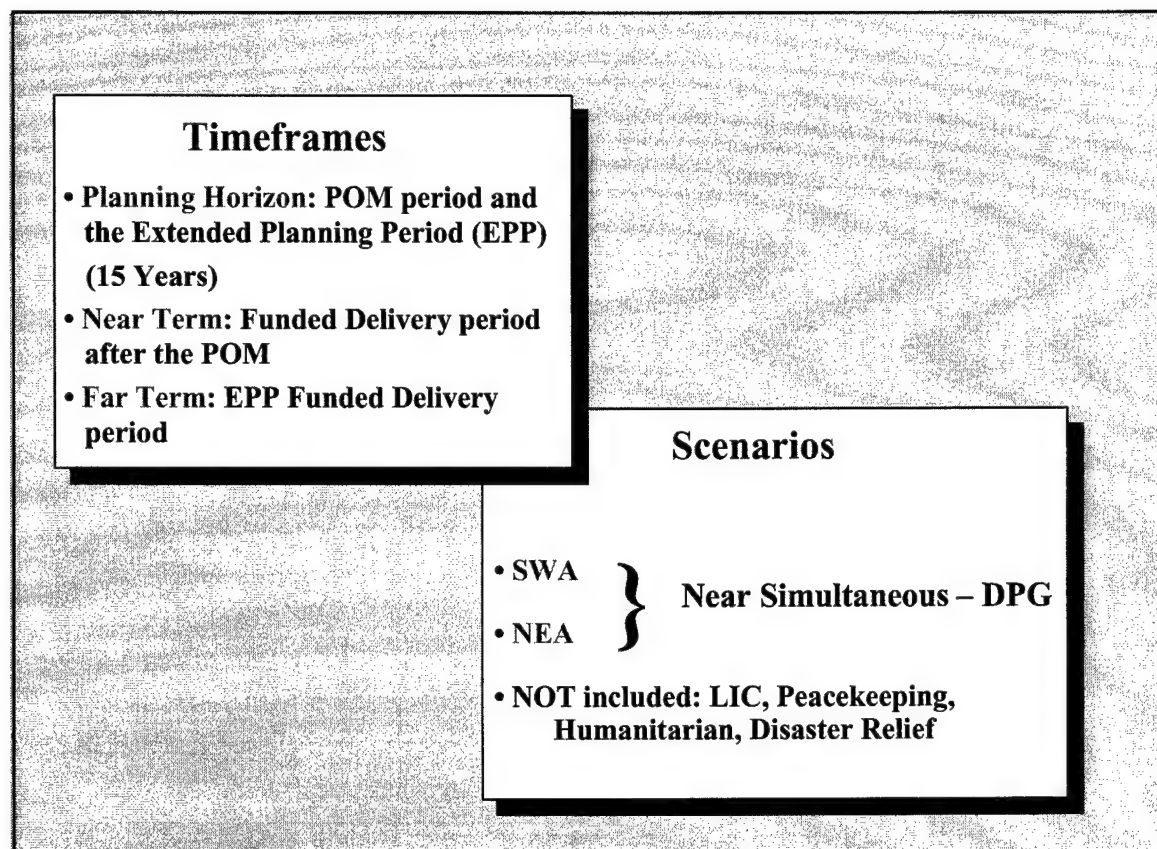 Timeframes
• Planning Horizon: POM period and
the Extended Planning Period (EPP)
(15 Years)
• Near Term: Funded Delivery period
after the POM
• Far Term: EPP Funded Delivery
period
Scenarios
• SWA
• NEA
} Near Simultaneous – DPG
• NOT included: LIC, Peacekeeping,
Humanitarian, Disaster Relief